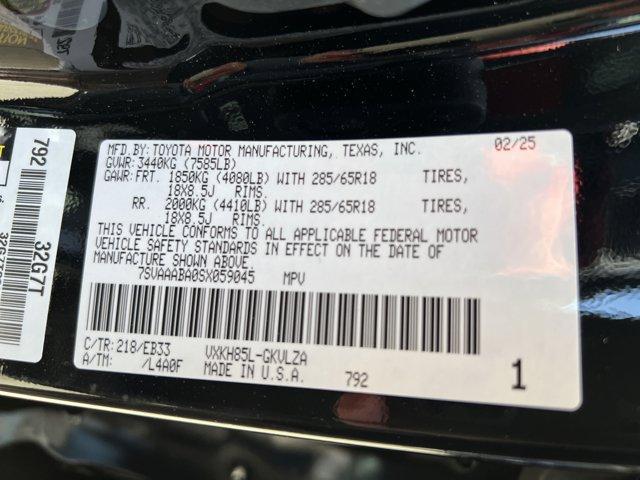 MFD.BY:TOYOTA MOTOR MANUFACTURING, TEXAS, INC. 02/25
GVWR:3440KG (7585LB)
GAWR:FRT. 1850KG (4080LB) WITH 285/65R18 TIRES,
18X8.5J RIMS,
RR. 2000KG (4410LB) WITH 285/65R18 TIRES,
18X8.5J RIMS,
THIS VEHICLE CONFORMS TO ALL APPLICABLE FEDERAL MOTOR
VEHICLE SAFETY STANDARDS IN EFFECT ON THE DATE OF
MANUFACTURE SHOWN ABOVE.
7SVAAABA0SX059045 MPV
C/TR:218/EB33 VXKH85L-GKVLZA
A/TM: /L4A0F MADE IN U.S.A. 792 1
792
32G7T